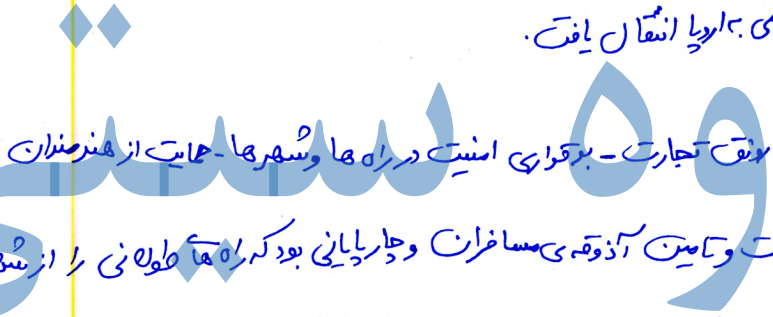 به اروپا انتقال یافت.
رونق تجارت - برقراری امنیت در راه ها و شهرها - حمایت از هنرمندان
و تامین آذوقه ی مسافران و چارپایانی بود که راه های طولانی را از